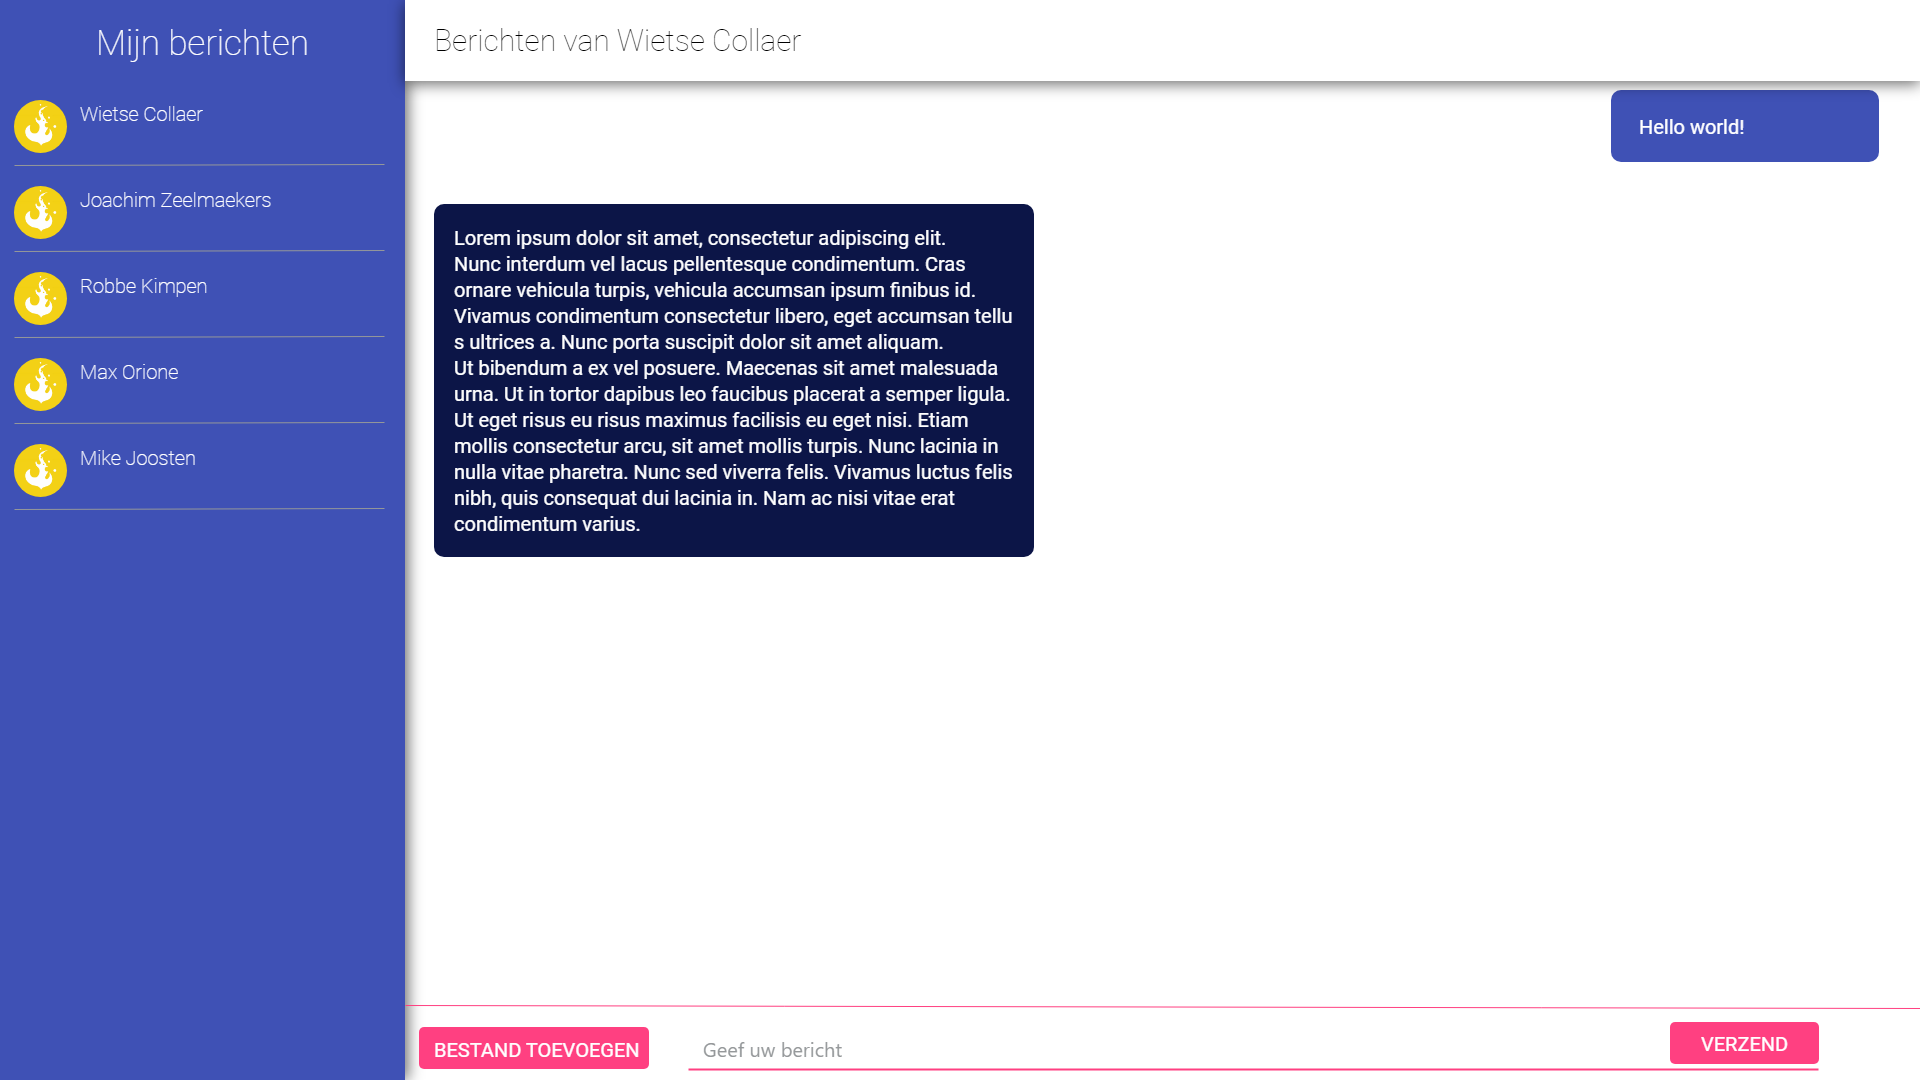 Mijn berichten
Wietse Collaer
Joachim Zeelmaekers
Robbe Kimpen
Max Orione
Mike Joosten
Berichten van Wietse Collaer
Hello world!
Lorem ipsum dolor sit amet, consectetur adipiscing elit.
Nunc interdum vel lacus pellentesque condimentum. Cras
ornare vehicula turpis, vehicula accumsan ipsum finibus id.
Vivamus condimentum consectetur libero, eget accumsan tellu
s ultrices a. Nunc porta suscipit dolor sit amet aliquam.
Ut bibendum a ex vel posuere. Maecenas sit amet malesuada
urna. Ut in tortor dapibus leo faucibus placerat a semper ligula.
Ut eget risus eu risus maximus facilisis eu eget nisi. Etiam
mollis consectetur arcu, sit amet mollis turpis. Nunc lacinia in
nulla vitae pharetra. Nunc sed viverra felis. Vivamus luctus felis
nibh, quis consequat dui lacinia in. Nam ac nisi vitae erat
condimentum varius.
BESTAND TOEVOEGEN
Geef uw bericht
VERZEND